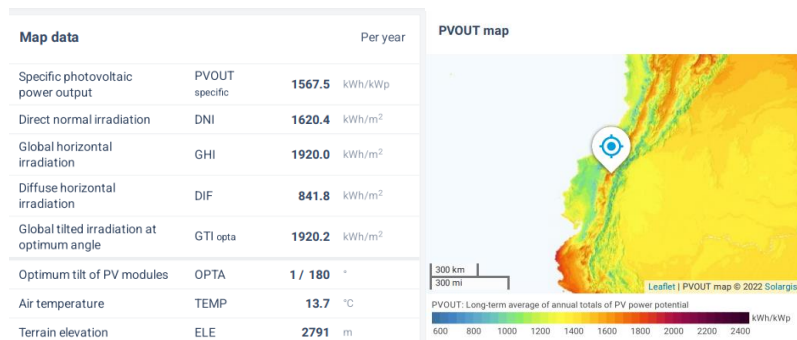 Map data
Per year
Specific photovoltaic
power output
PVOUT
specific
1567.5 kWh/kWp
Direct normal irradiation DNI 1620.4 kWh/m2
Global horizontal
irradiation
GHI 1920.0 kWh/m2
Diffuse horizontal
irradiation
DIF 841.8 kWh/m2
Global tilted irradiation at
optimum angle
GTI opta 1920.2 kWh/m2
Optimum tilt of PV modules OPTA 1 / 180 °
Air temperature TEMP 13.7 °C
Terrain elevation ELE 2791 m
PVOUT map
300 km
300 mi
Leaflet | PVOUT map © 2022 Solargis
PVOUT: Long-term average of annual totals of PV power potential
kWh/kWp
600 800 1000 1200 1400 1600 1800 2000 2200 2400